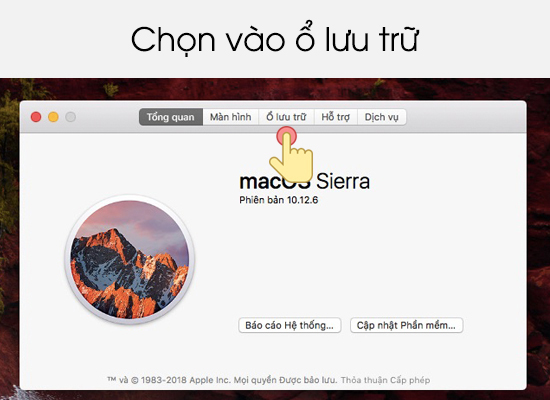 Chọn vào ổ lưu trữ
Tổng quan Màn hình Ổ lưu trữ Hỗ trợ Dịch vụ
macOS Sierra
Phiên bản 10.12.6
Báo cáo Hệ thống... Cập nhật Phần mềm...
™ và © 1983-2018 Apple Inc. Mọi quyền Được bảo lưu. Thỏa thuận Cấp phép